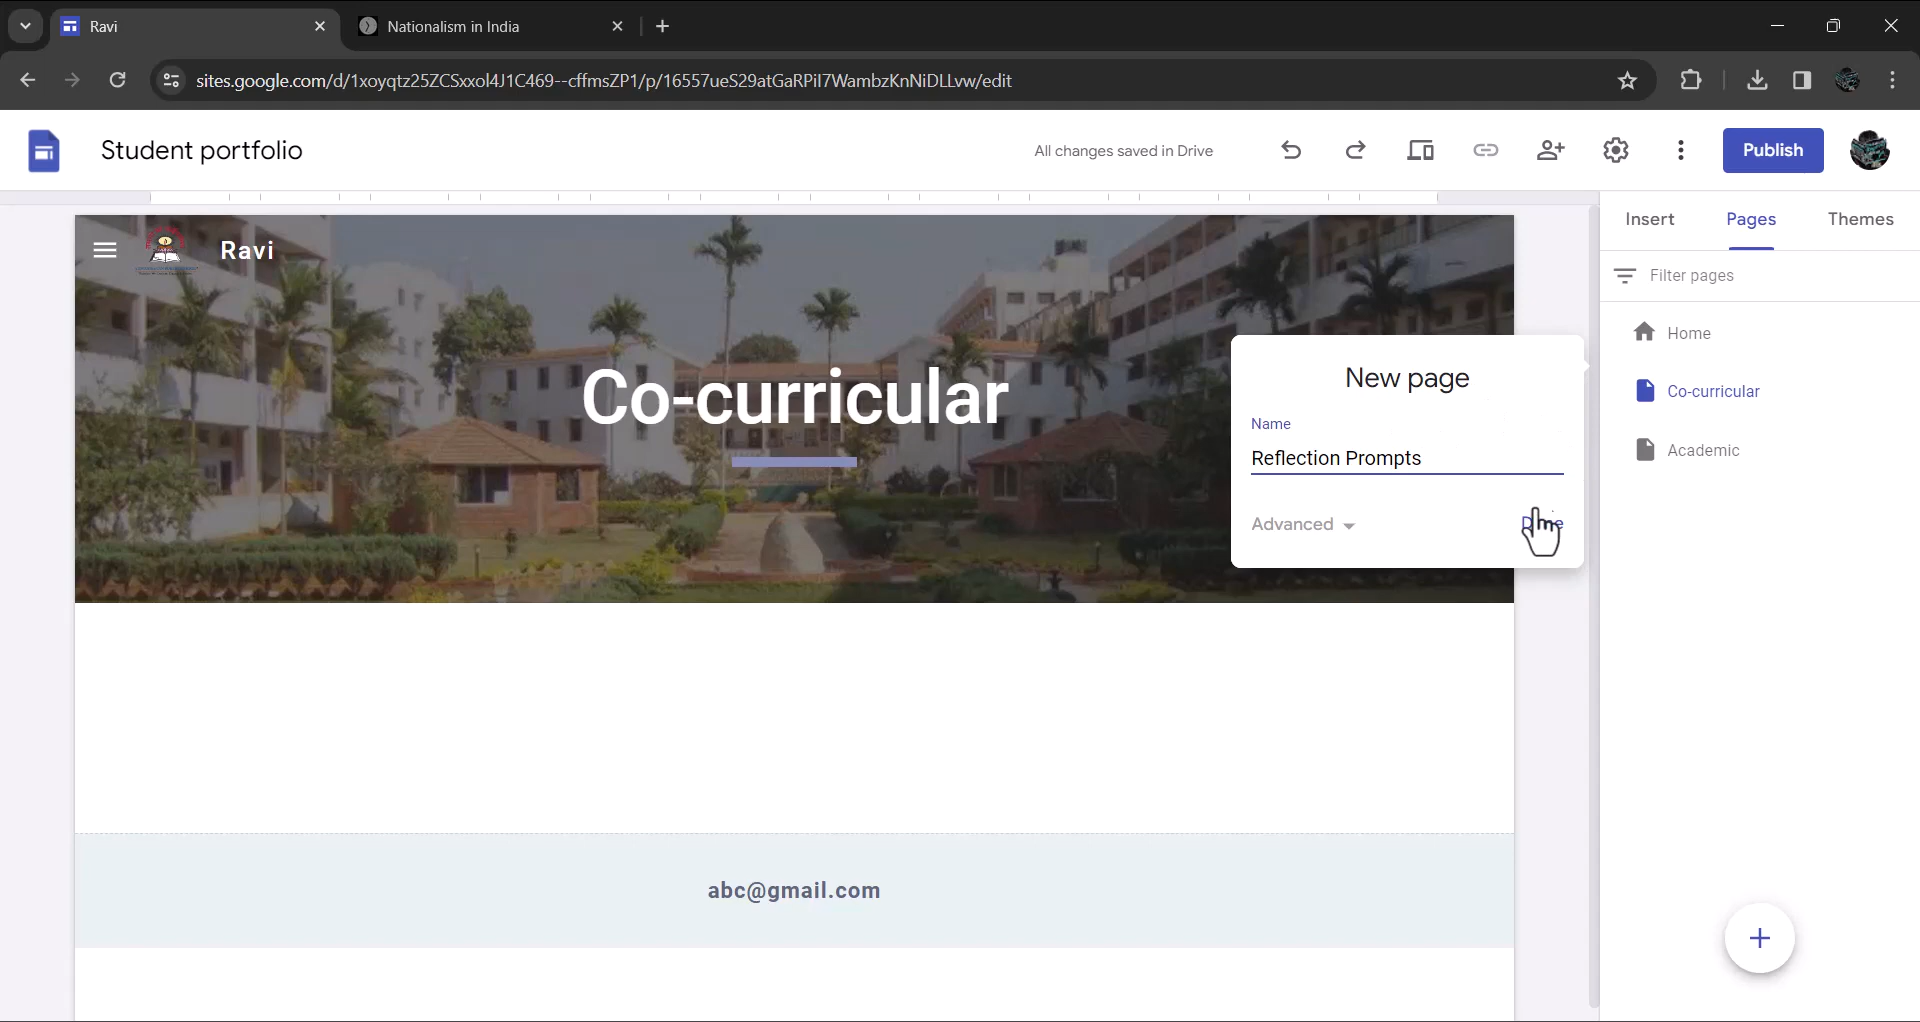 Ravi
Nationalism in India
sites.google.com/d/1xoyqtz25ZCSxxol4J1C469--cffmsZP1/p/16557ueS29atGaRPiI7WambzKnNiDLLvw/edit
Student portfolio
All changes saved in Drive
Publish
Insert
Pages
Themes
Ravi
Filter pages
Home
Co-curricular
Academic
Co-curricular
New page
Name
Reflection Prompts
Advanced
abc@gmail.com